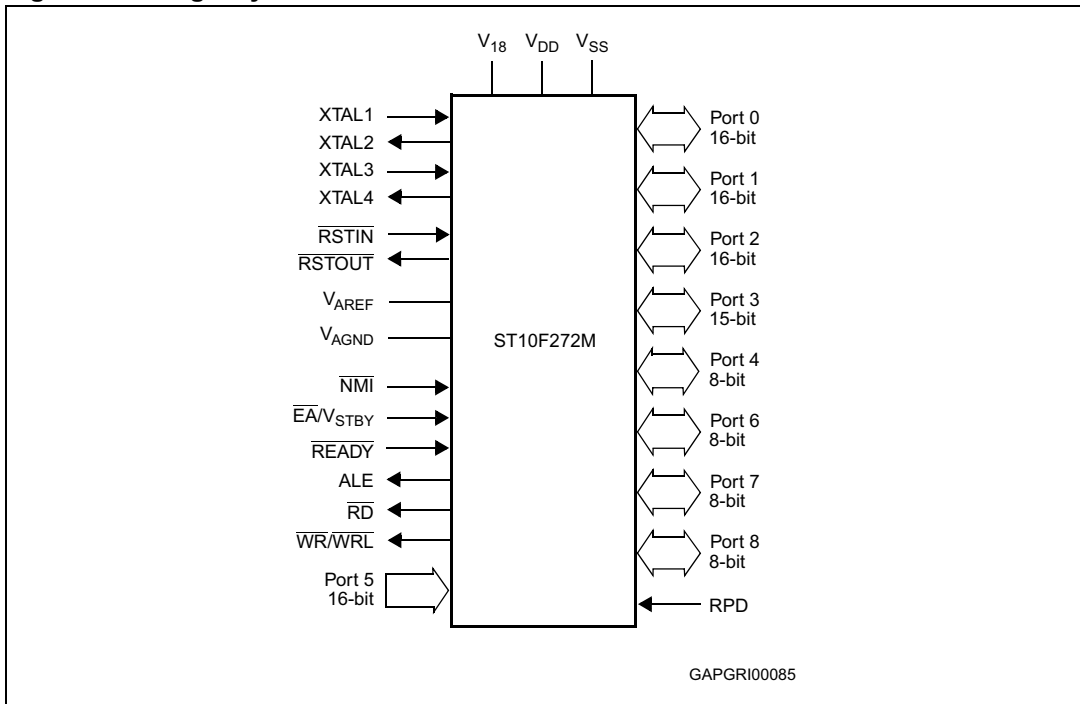 V18 VDD VSS
XTAL1
XTAL2
XTAL3
XTAL4
RSTIN
RSTOUT
VAREF
VAGND
NMI
EA/VSTBY
READY
ALE
RD
WR/WRL
Port 5
16-bit
ST10F272M
Port 0
16-bit
Port 1
16-bit
Port 2
16-bit
Port 3
15-bit
Port 4
8-bit
Port 6
8-bit
Port 7
8-bit
Port 8
8-bit
RPD
GAPGRI00085